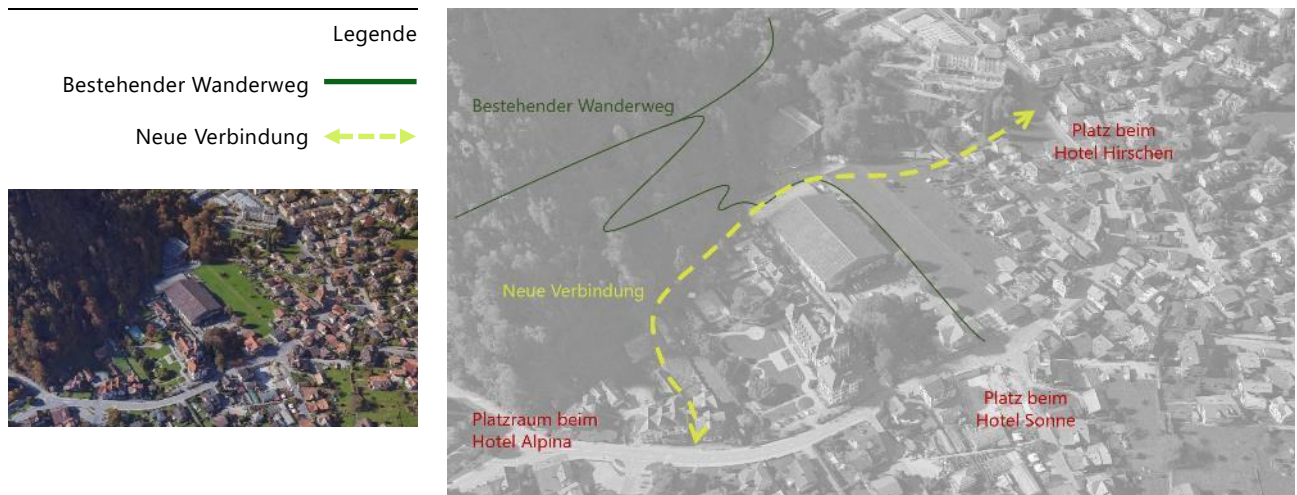 Legende
Bestehender Wanderweg
Neue Verbindung
Bestehender Wanderweg
Platz beim
Hotel Hirschen
Neue Verbindung
Platzraum beim
Hotel Alpina
Platz beim
Hotel Sonne